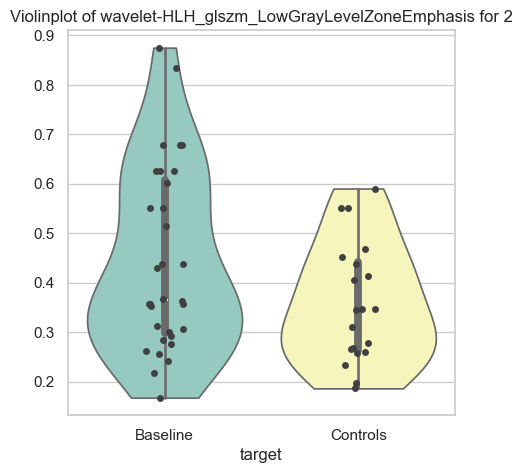 Violinplot of wavelet-HLH_glszm_LowGrayLevelZoneEmphasis for 2
0.9
0.8
0.7
0.6
0.5
0.4
0.3
0.2
Baseline Controls
target